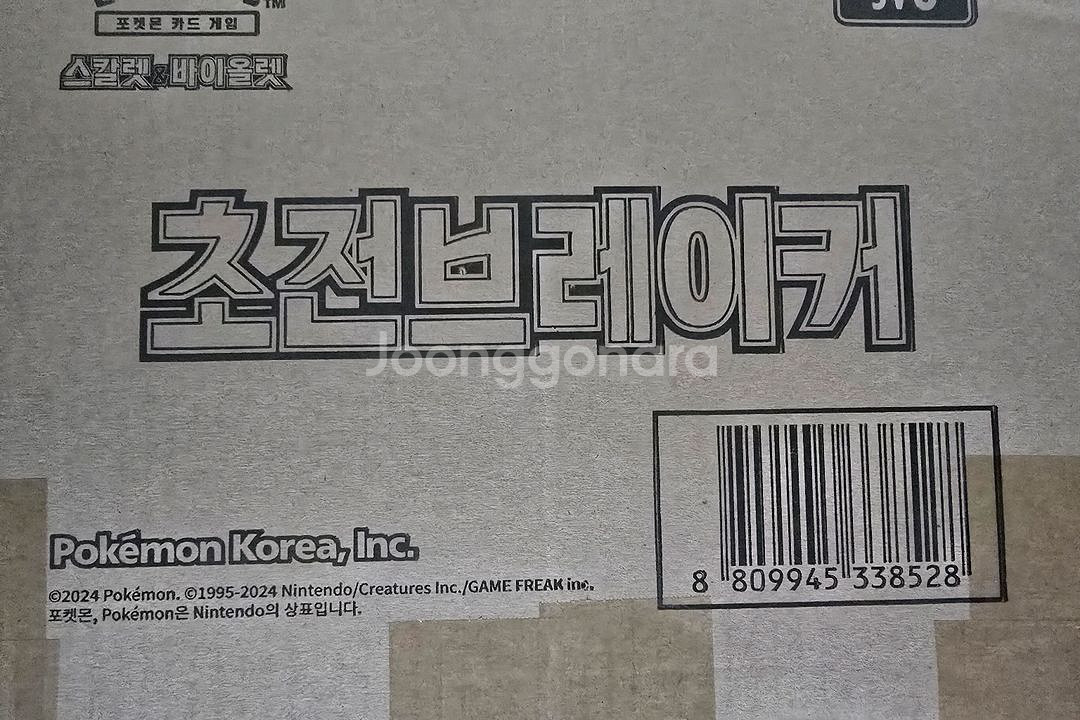 TM
포켓몬 카드 게임
스칼렛&바이올렛
초전브레이커
Joonggonara
Pokémon Korea, Inc.
©2024 Pokémon. ©1995-2024 Nintendo/Creatures Inc./GAME FREAK inc.
포켓몬, Pokémon은 Nintendo의 상표입니다.
8 809945 338528